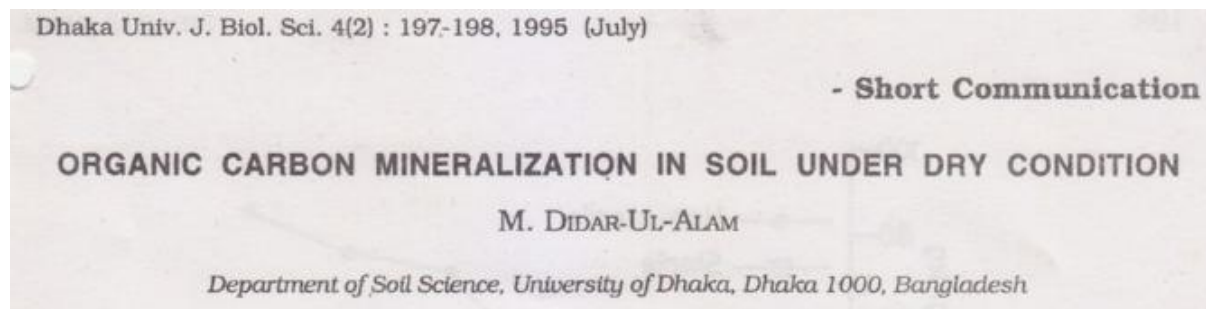 Dhaka Univ. J. Biol. Sci. 4(2) : 197-198, 1995 (July)
- Short Communication
ORGANIC CARBON MINERALIZATION IN SOIL UNDER DRY CONDITION
M. DIDAR-UL-ALAM
Department of Soil Science, University of Dhaka, Dhaka 1000, Bangladesh